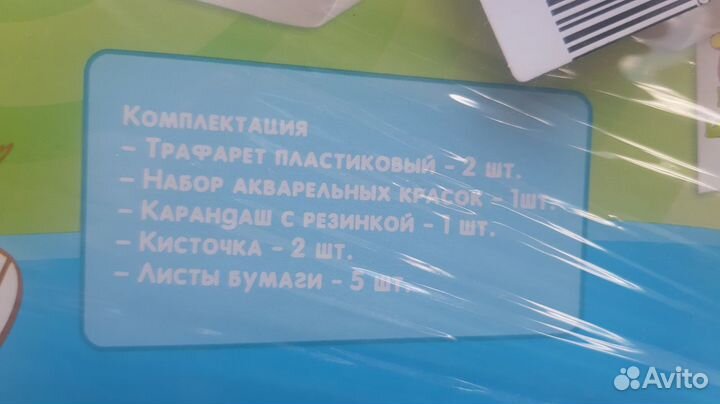 Комплектация
– Трафарет пластиковый – 2 шт.
– Набор акварельных красок – 1шт.
– Карандаш с резинкой – 1 шт.
– Кисточка – 2 шт.
– Листы бумаги – 5 шт.
Avito